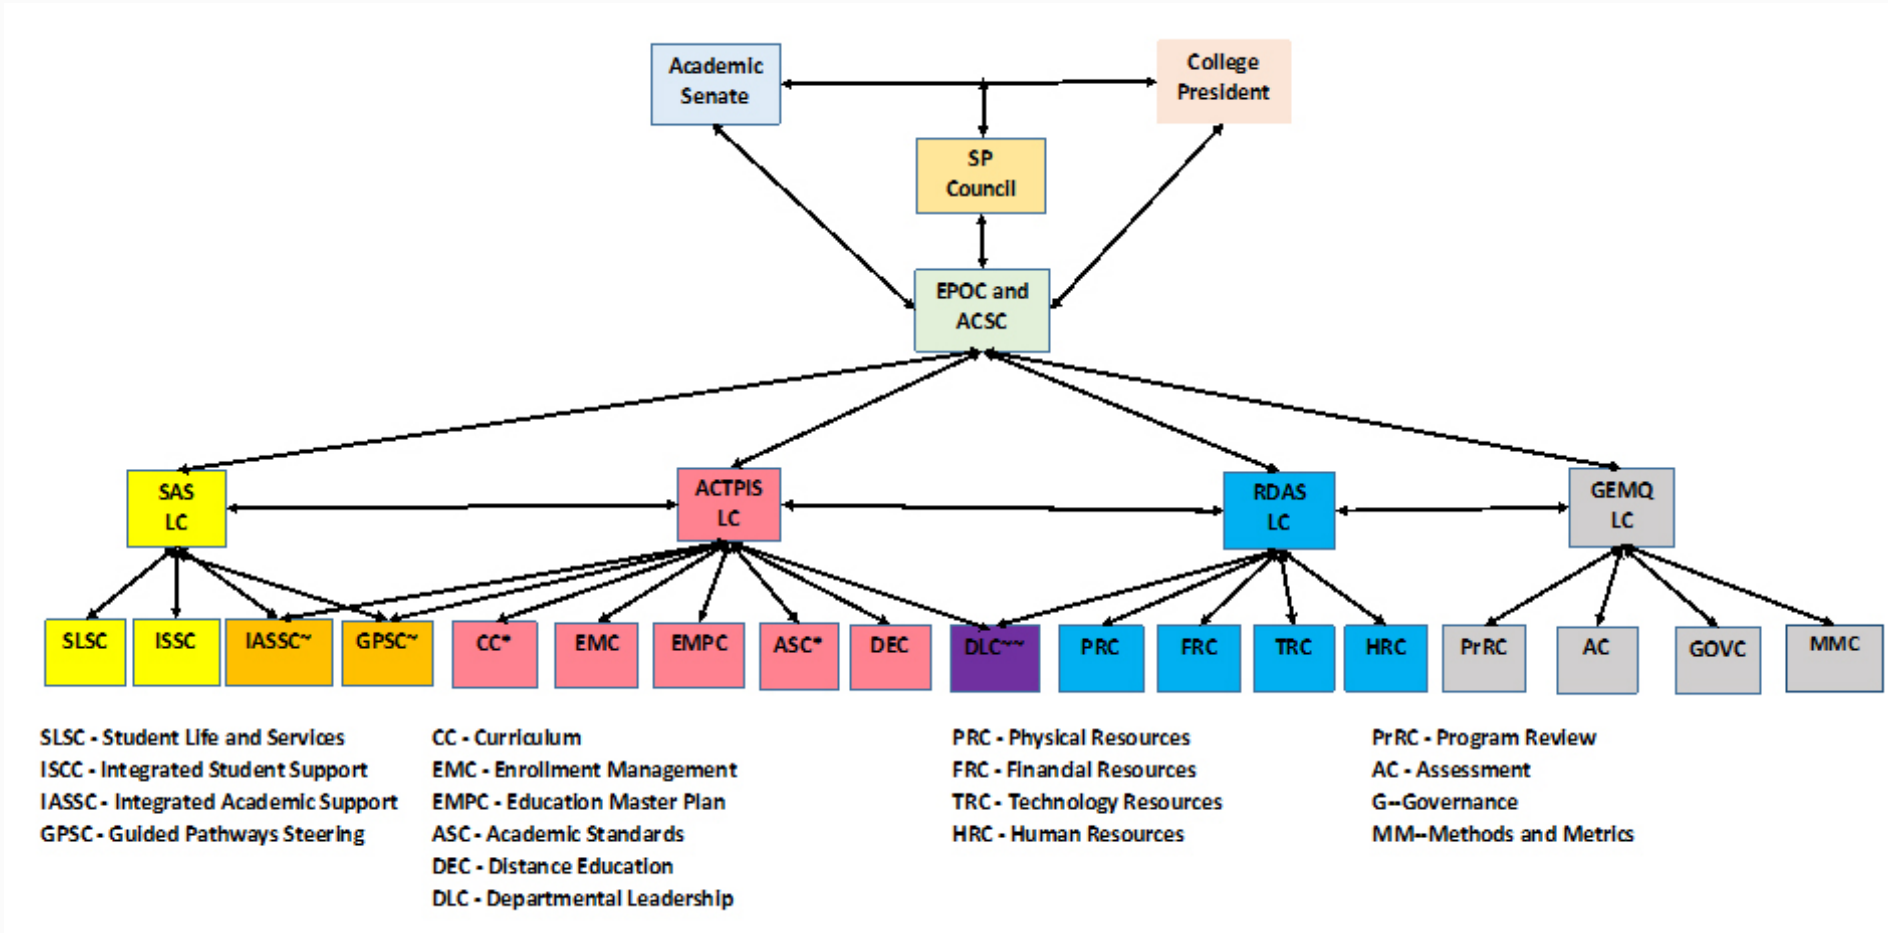 Academic
Senate
College
President
SP
Council
EPOC and
ACSC
SAS
LC
ACTPIS
LC
RDAS
LC
GEMQ
LC
SLSC
ISSC
IASSC~
GPSC~
CC*
EMC
EMPC
ASC*
DEC
DLC~~
PRC
FRC
TRC
HRC
PrRC
AC
GOVC
MMC
SLSC - Student Life and Services
ISCC - Integrated Student Support
IASSC - Integrated Academic Support
GPSC - Guided Pathways Steering
CC - Curriculum
EMC - Enrollment Management
EMPC - Education Master Plan
ASC - Academic Standards
DEC - Distance Education
DLC - Departmental Leadership
PRC - Physical Resources
FRC - Financial Resources
TRC - Technology Resources
HRC - Human Resources
PrRC - Program Review
AC - Assessment
G--Governance
MM--Methods and Metrics